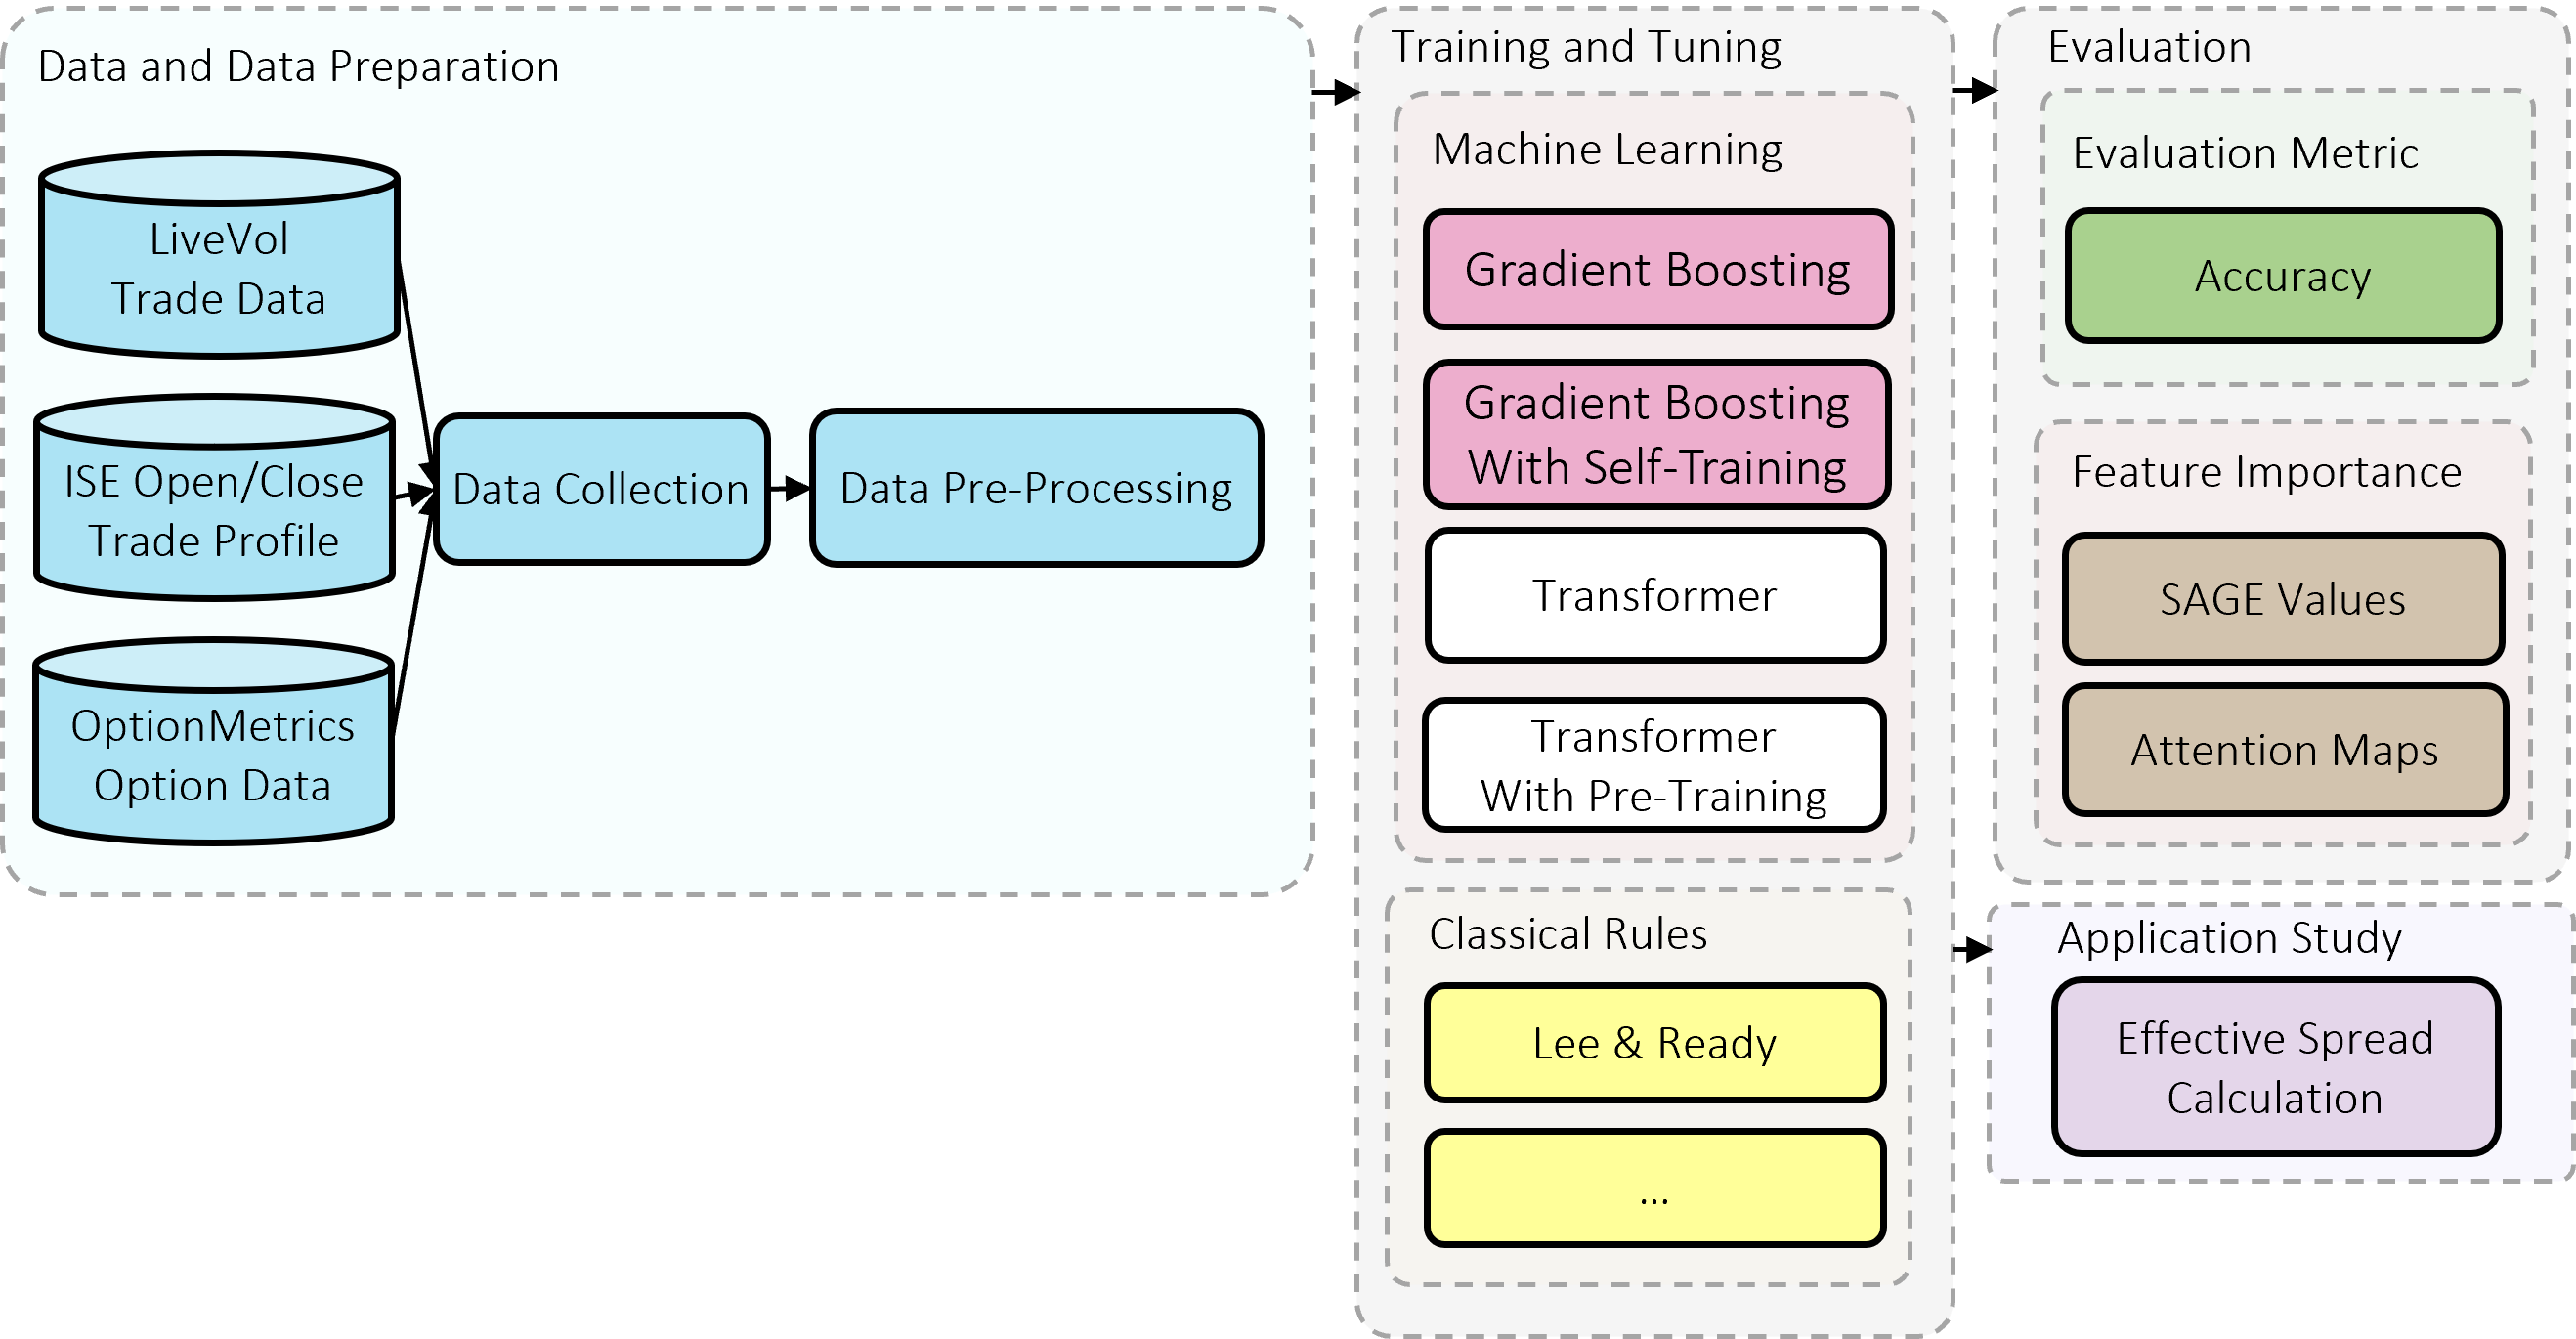 Data and Data Preparation
LiveVol
Trade Data
ISE Open/Close
Trade Profile
OptionMetrics
Option Data
Data Collection
Data Pre-Processing
Training and Tuning
Machine Learning
Gradient Boosting
Gradient Boosting
With Self-Training
Transformer
Transformer
With Pre-Training
Classical Rules
Lee & Ready
...
Evaluation
Evaluation Metric
Accuracy
Feature Importance
SAGE Values
Attention Maps
Application Study
Effective Spread
Calculation